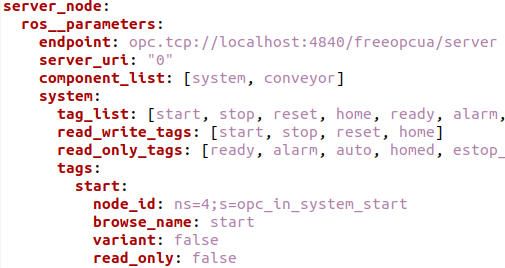 server_node:
ros__parameters:
endpoint: opc.tcp://localhost:4840/freeopcua/server
server_uri: "0"
component_list: [system, conveyor]
system:
tag_list: [start, stop, reset, home, ready, alarm,
read_write_tags: [start, stop, reset, home]
read_only_tags: [ready, alarm, auto, homed, estop_
tags:
start:
node_id: ns=4;s=opc_in_system_start
browse_name: start
variant: false
read_only: false